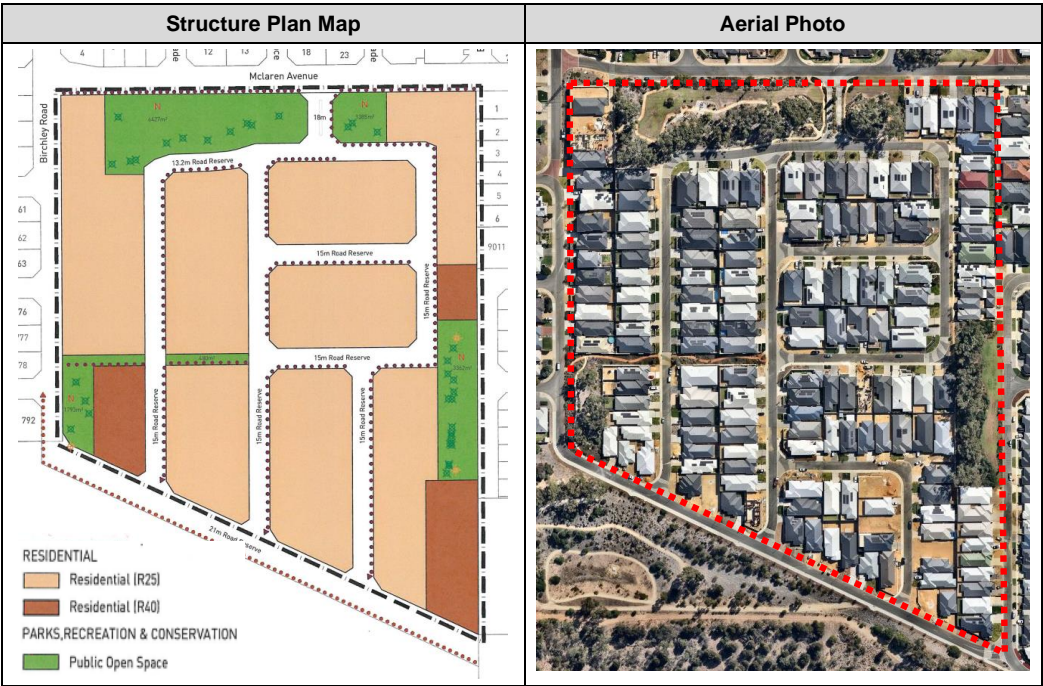 Structure Plan Map
Aerial Photo
4
12
13
18
23
Mclaren Avenue
Birchley Road
N
N
18m
1
2
3
4
5
6
9011
13.2m Road Reserve
61
62
63
15m Road Reserve
15m Road Reserve
76
77
78
15m Road Reserve
N
N
792
15m Road Reserve
15m Road Reserve
15m Road Reserve
21m Road Reserve
RESIDENTIAL
Residential (R25)
Residential (R40)
PARKS,RECREATION & CONSERVATION
Public Open Space